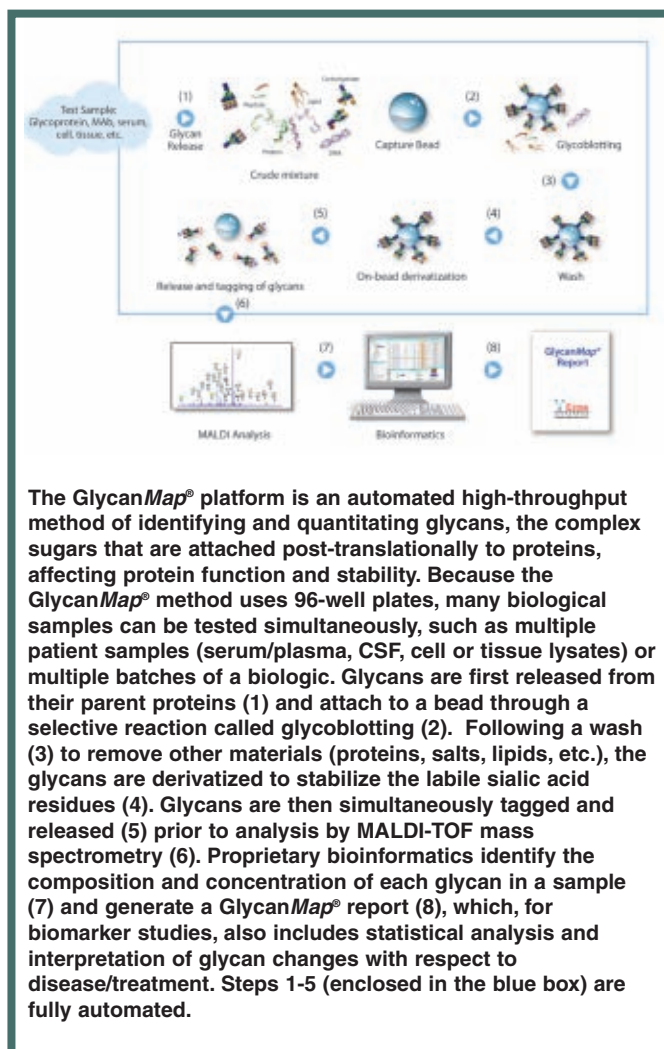 Test Sample:
Glycoprotein, MAb, serum,
cell, tissue, etc.
(1)
Glycan
Release
Carbohydrate
Peptide
Lipid
Protein
DNA
Crude mixture
Capture Bead
(2)
Glycoblotting
(3)
(5)
(4)
Release and tagging of glycans
On-bead derivatization
Wash
(6)
(7)
(8)
GlycanMap®
Report
MALDI Analysis
Bioinformatics
The GlycanMap® platform is an automated high-throughput
method of identifying and quantitating glycans, the complex
sugars that are attached post-translationally to proteins,
affecting protein function and stability. Because the
GlycanMap® method uses 96-well plates, many biological
samples can be tested simultaneously, such as multiple
patient samples (serum/plasma, CSF, cell or tissue lysates) or
multiple batches of a biologic. Glycans are first released from
their parent proteins (1) and attach to a bead through a
selective reaction called glycoblotting (2). Following a wash
(3) to remove other materials (proteins, salts, lipids, etc.), the
glycans are derivatized to stabilize the labile sialic acid
residues (4). Glycans are then simultaneously tagged and
released (5) prior to analysis by MALDI-TOF mass
spectrometry (6). Proprietary bioinformatics identify the
composition and concentration of each glycan in a sample
(7) and generate a GlycanMap® report (8), which, for
biomarker studies, also includes statistical analysis and
interpretation of glycan changes with respect to
disease/treatment. Steps 1-5 (enclosed in the blue box) are
fully automated.